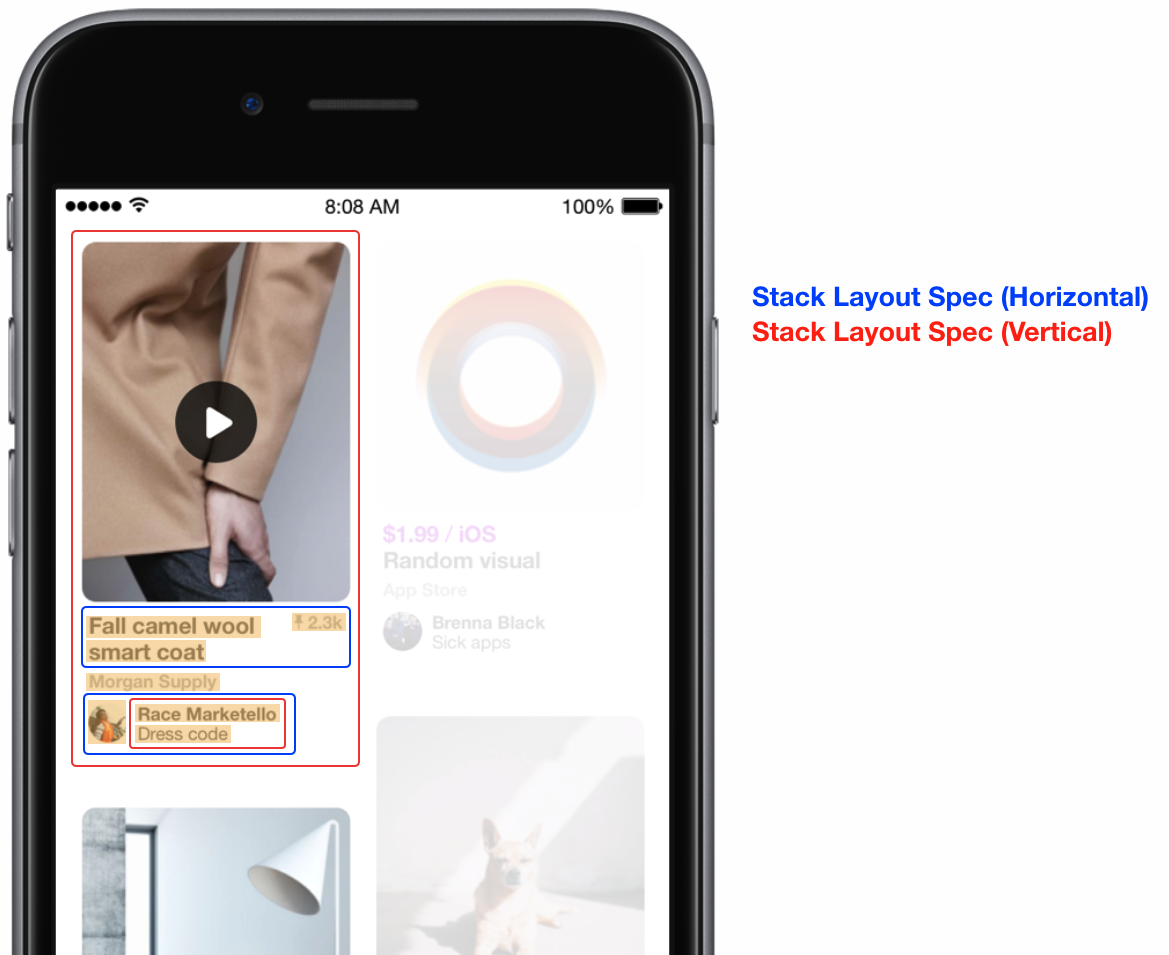 8:08 AM
100%
Stack Layout Spec (Horizontal)
Stack Layout Spec (Vertical)
Fall camel wool
smart coat
2.3k
Morgan Supply
Race Marketello
Dress code
$1.99 / iOS
Random visual
App Store
Brenna Black
Sick apps